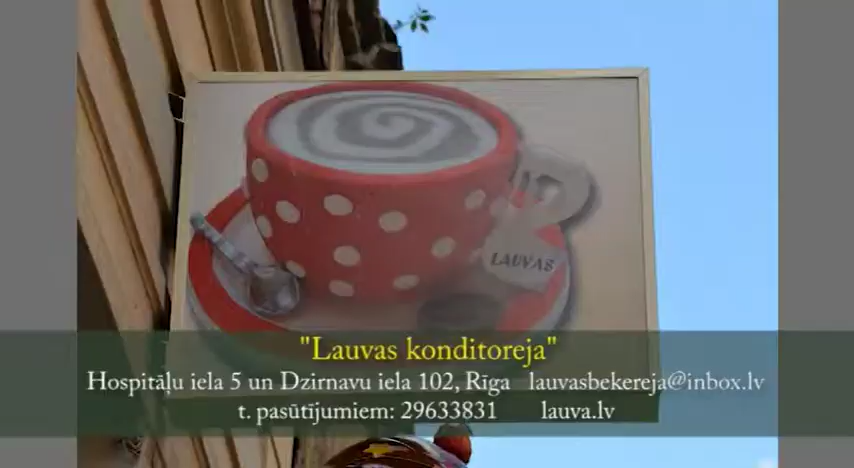 LAUVAS
"Lauvas konditoreja"
Hospitāļu iela 5 un Dzirnavu iela 102, Rīga lauvasbekereja@inbox.lv
t. pasūtījumiem: 29633831 lauva.lv